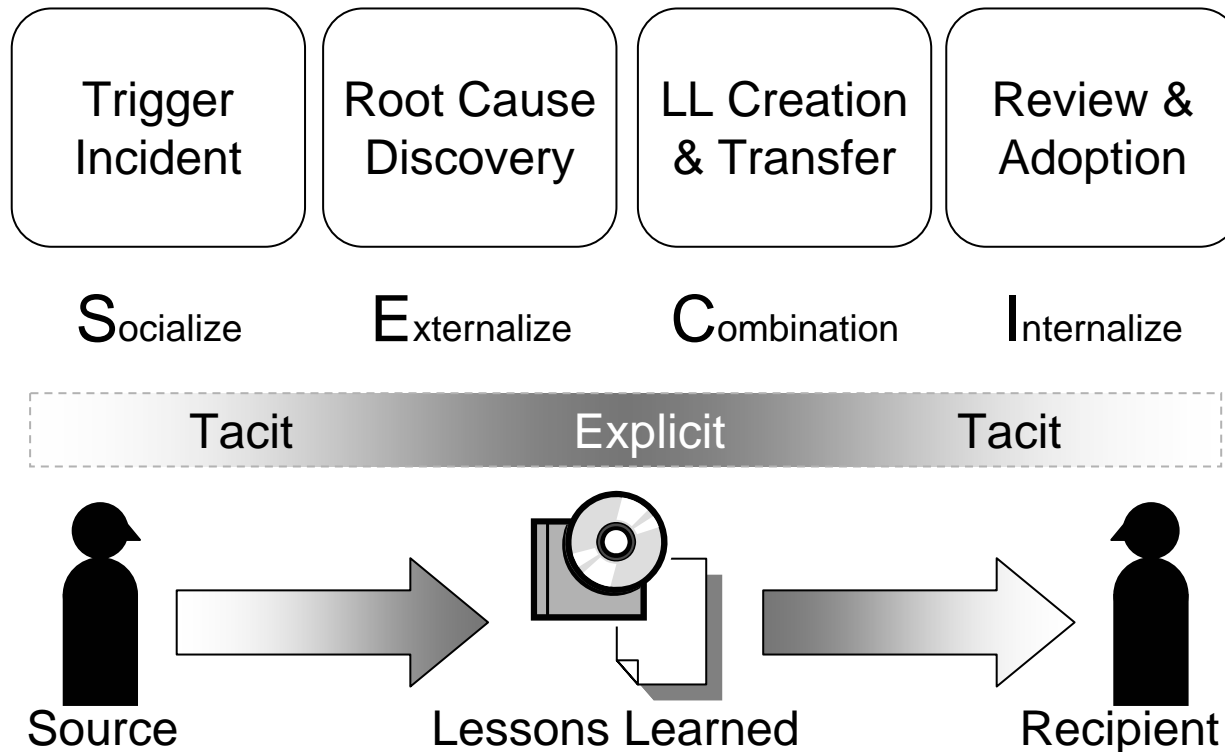 Trigger
Incident
Root Cause
Discovery
LL Creation
& Transfer
Review &
Adoption
Socialize
Externalize
Combination
Internalize
Tacit
Explicit
Tacit
Source
Lessons Learned
Recipient